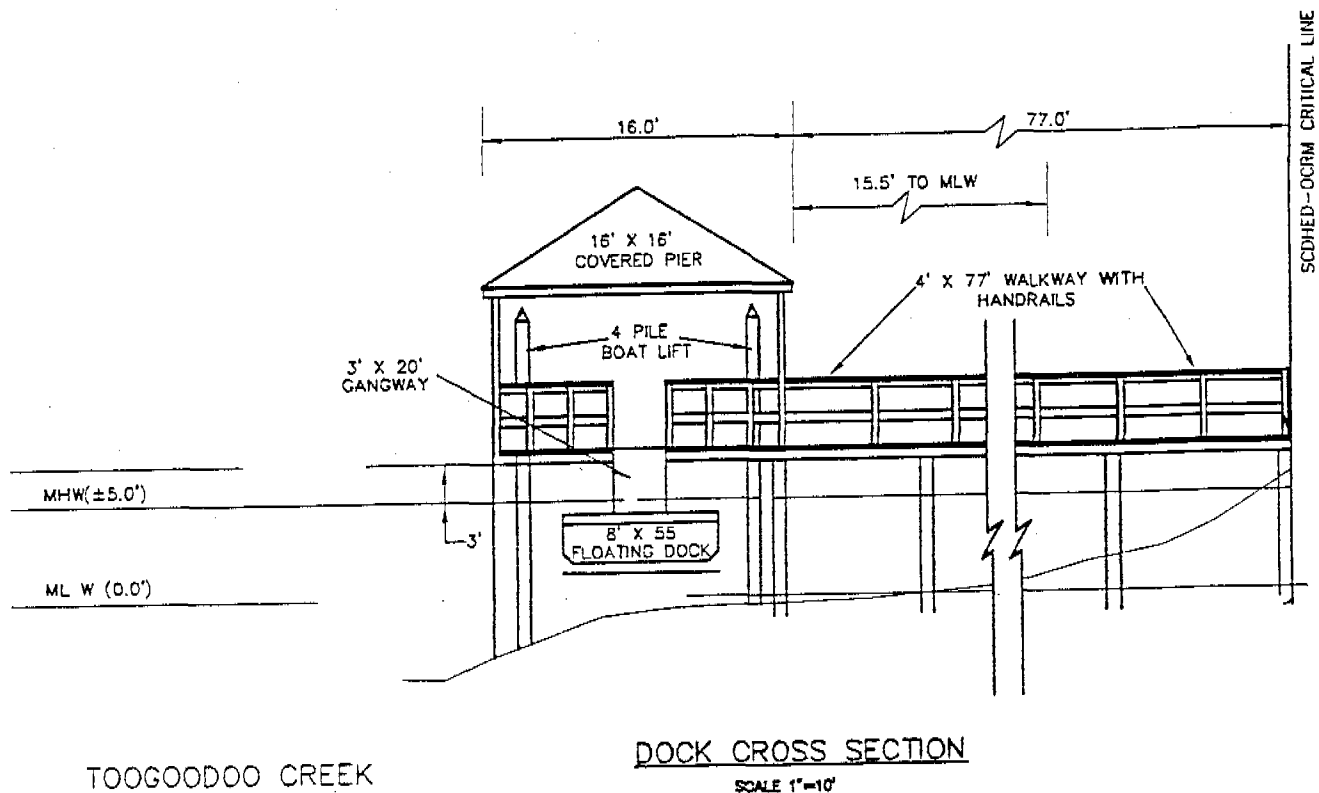 SCDHED-OCRM CRITICAL LINE
16.0'
77.0'
15.5' TO MLW
16' X 16'
COVERED PIER
4' X 77' WALKWAY WITH
HANDRAILS
4 PILE
BOAT LIFT
3' X 20'
GANGWAY
MHW(±5.0')
3'
8' X 55
FLOATING DOCK
ML W (0.0')
DOCK CROSS SECTION
SCALE 1"=10'
TOOGOODOO CREEK